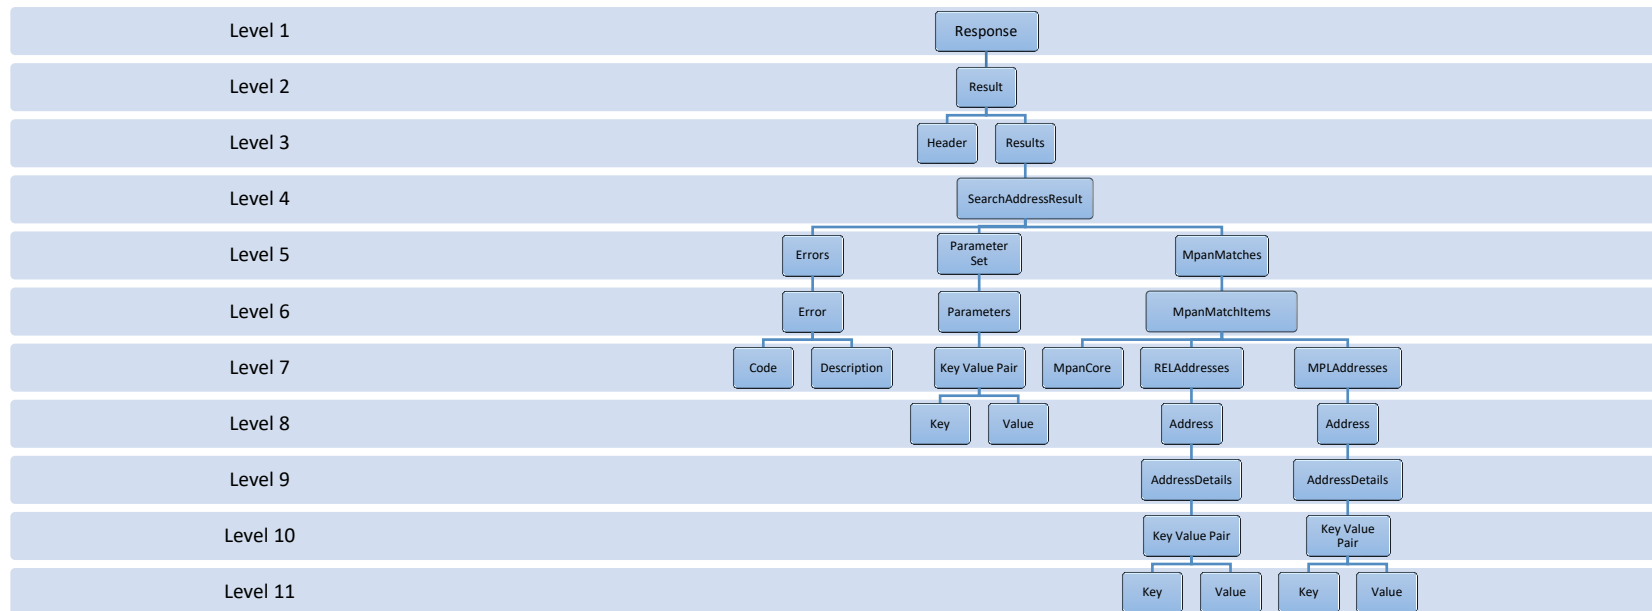 Level 1
Response
Level 2
Result
Level 3
Header
Results
Level 4
SearchAddressResult
Level 5
Errors
Parameter
Set
MpanMatches
Level 6
Error
Parameters
MpanMatchItems
Level 7
Code
Description
Key Value Pair
MpanCore
RELAddresses
MPLAddresses
Level 8
Key
Value
Address
Address
Level 9
AddressDetails
AddressDetails
Level 10
Key Value Pair
Key Value
Pair
Level 11
Key
Value
Key
Value